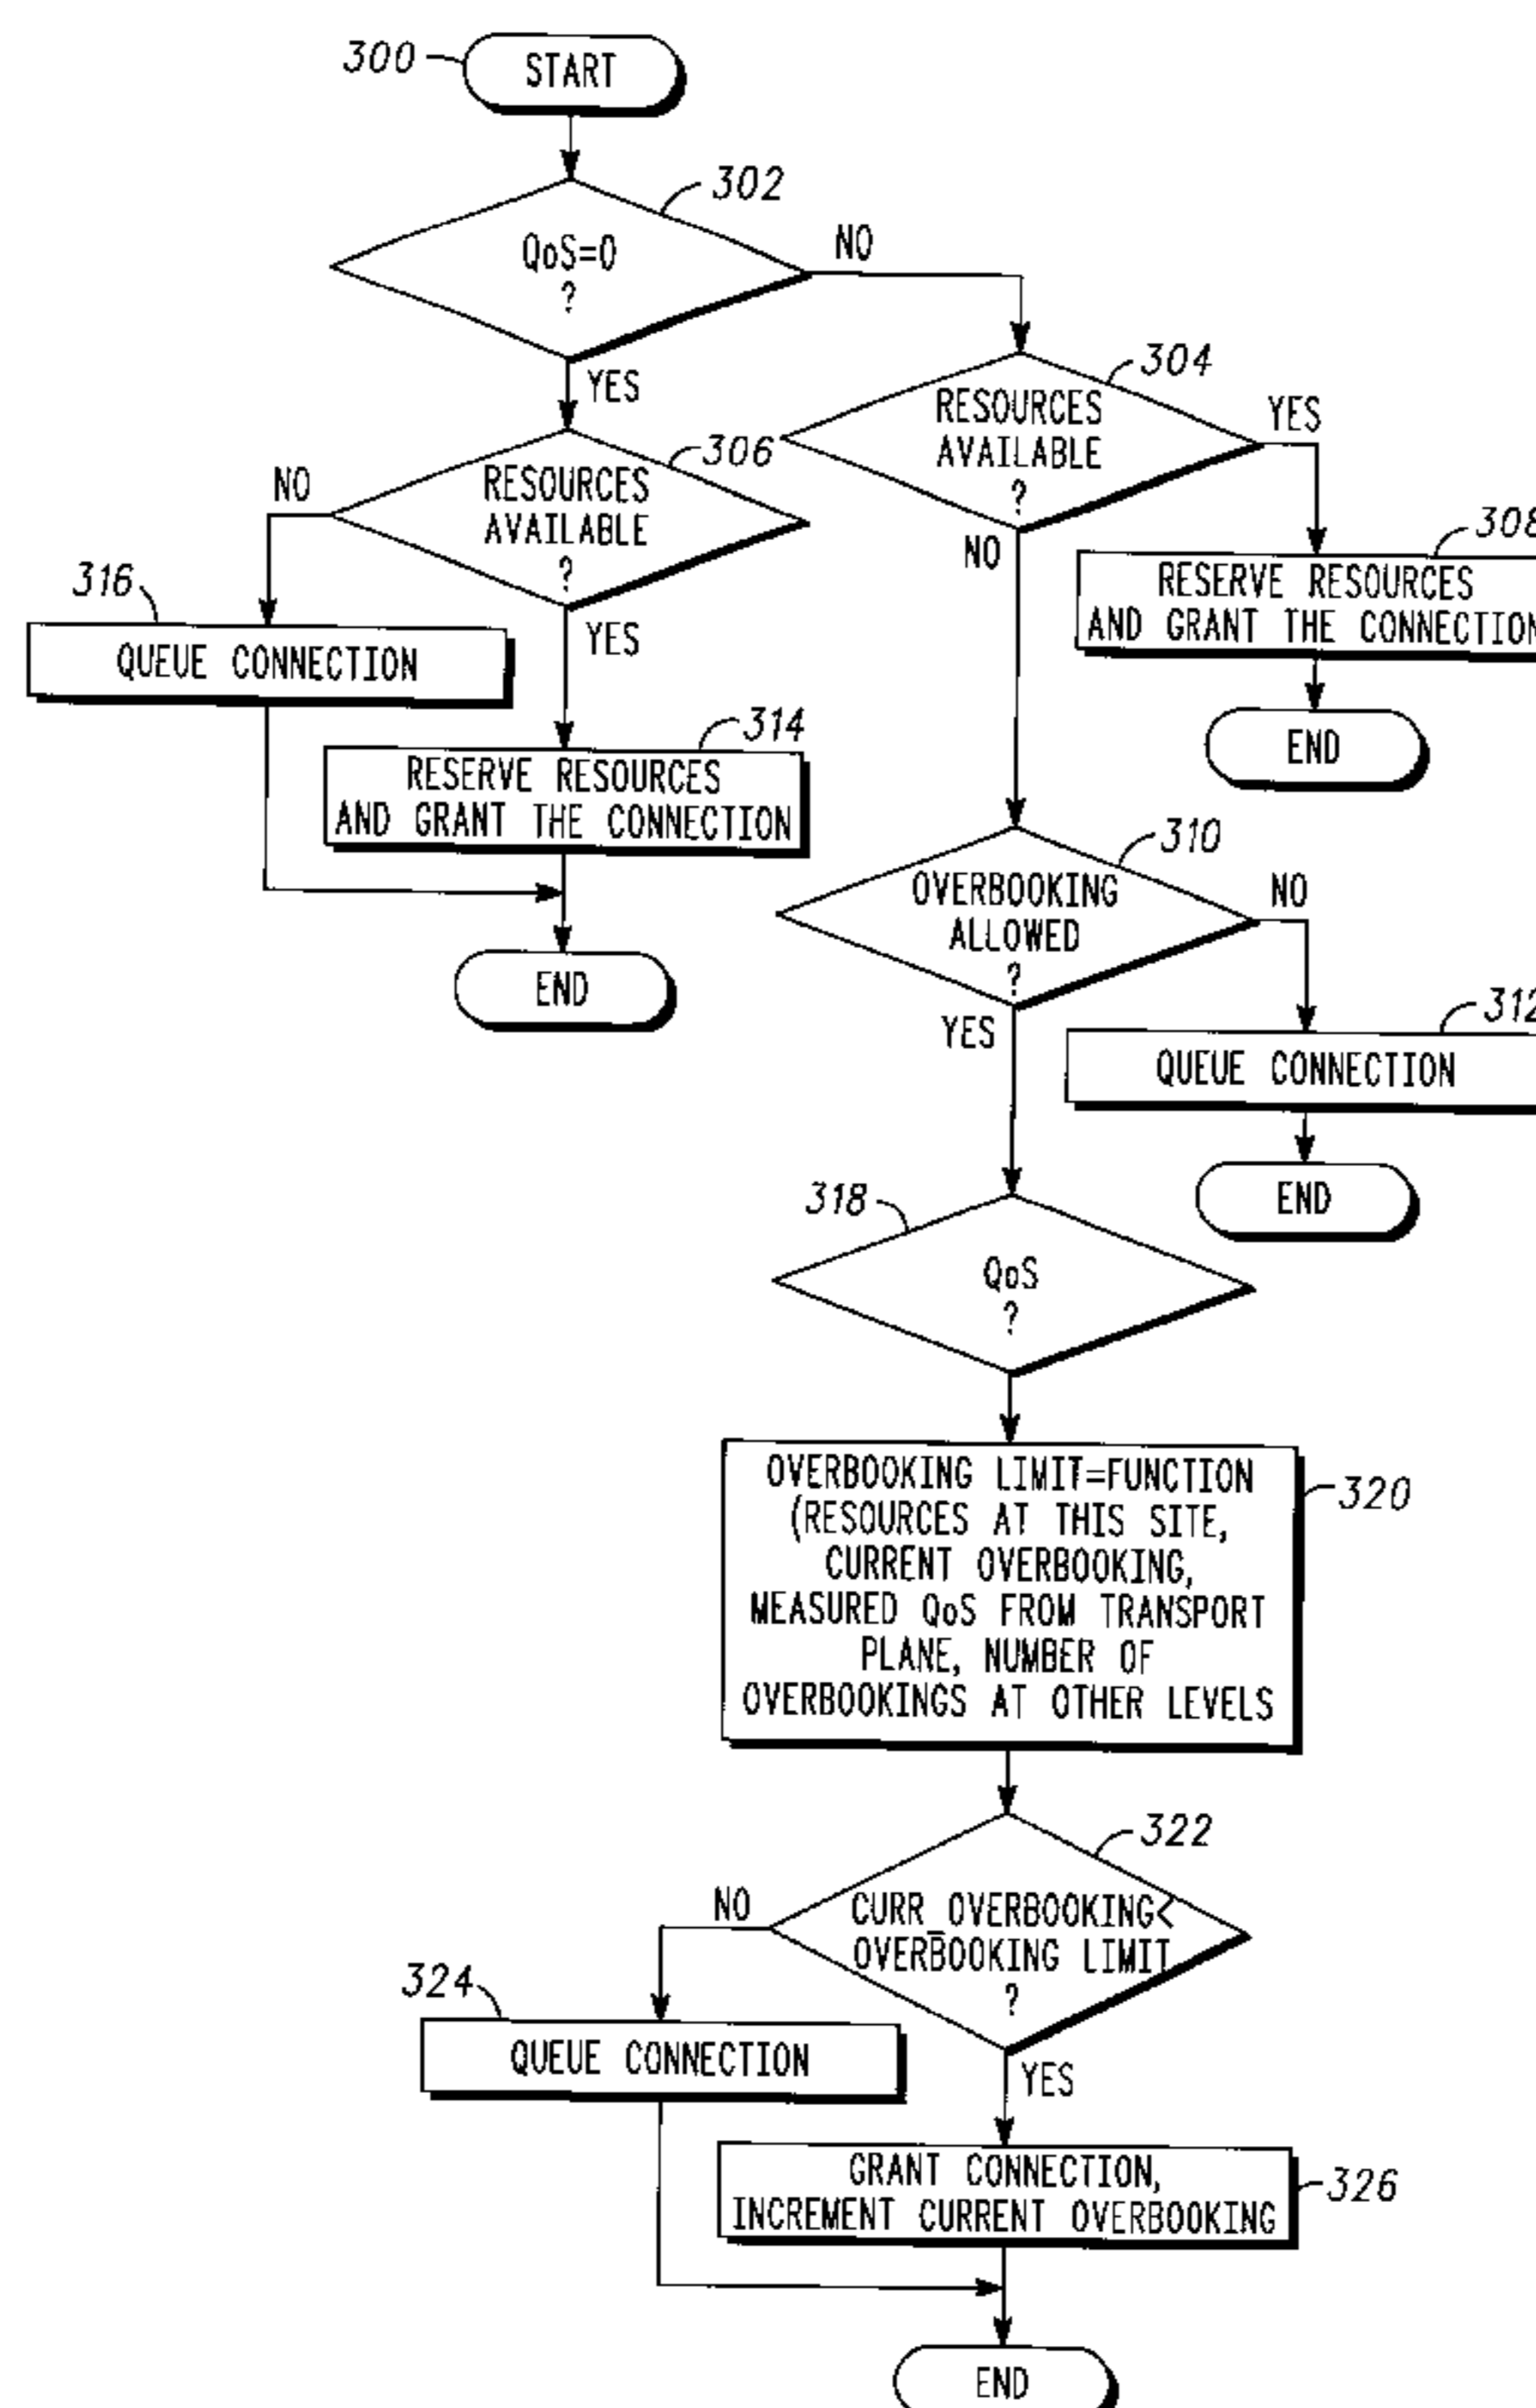 300
START
302
QoS=0
?
NO
YES
304
RESOURCES
AVAILABLE
?
YES
NO
306
RESOURCES
AVAILABLE
?
NO
YES
308
RESERVE RESOURCES
AND GRANT THE CONNECTION
END
316
QUEUE CONNECTION
314
RESERVE RESOURCES
AND GRANT THE CONNECTION
END
310
OVERBOOKING
ALLOWED
?
NO
YES
312
QUEUE CONNECTION
END
318
QoS
?
OVERBOOKING LIMIT=FUNCTION
(RESOURCES AT THIS SITE,
CURRENT OVERBOOKING,
MEASURED QoS FROM TRANSPORT
PLANE, NUMBER OF
OVERBOOKINGS AT OTHER LEVELS
320
322
CURR_OVERBOOKING<
OVERBOOKING LIMIT
?
NO
YES
324
QUEUE CONNECTION
GRANT CONNECTION,
INCREMENT CURRENT OVERBOOKING
326
END